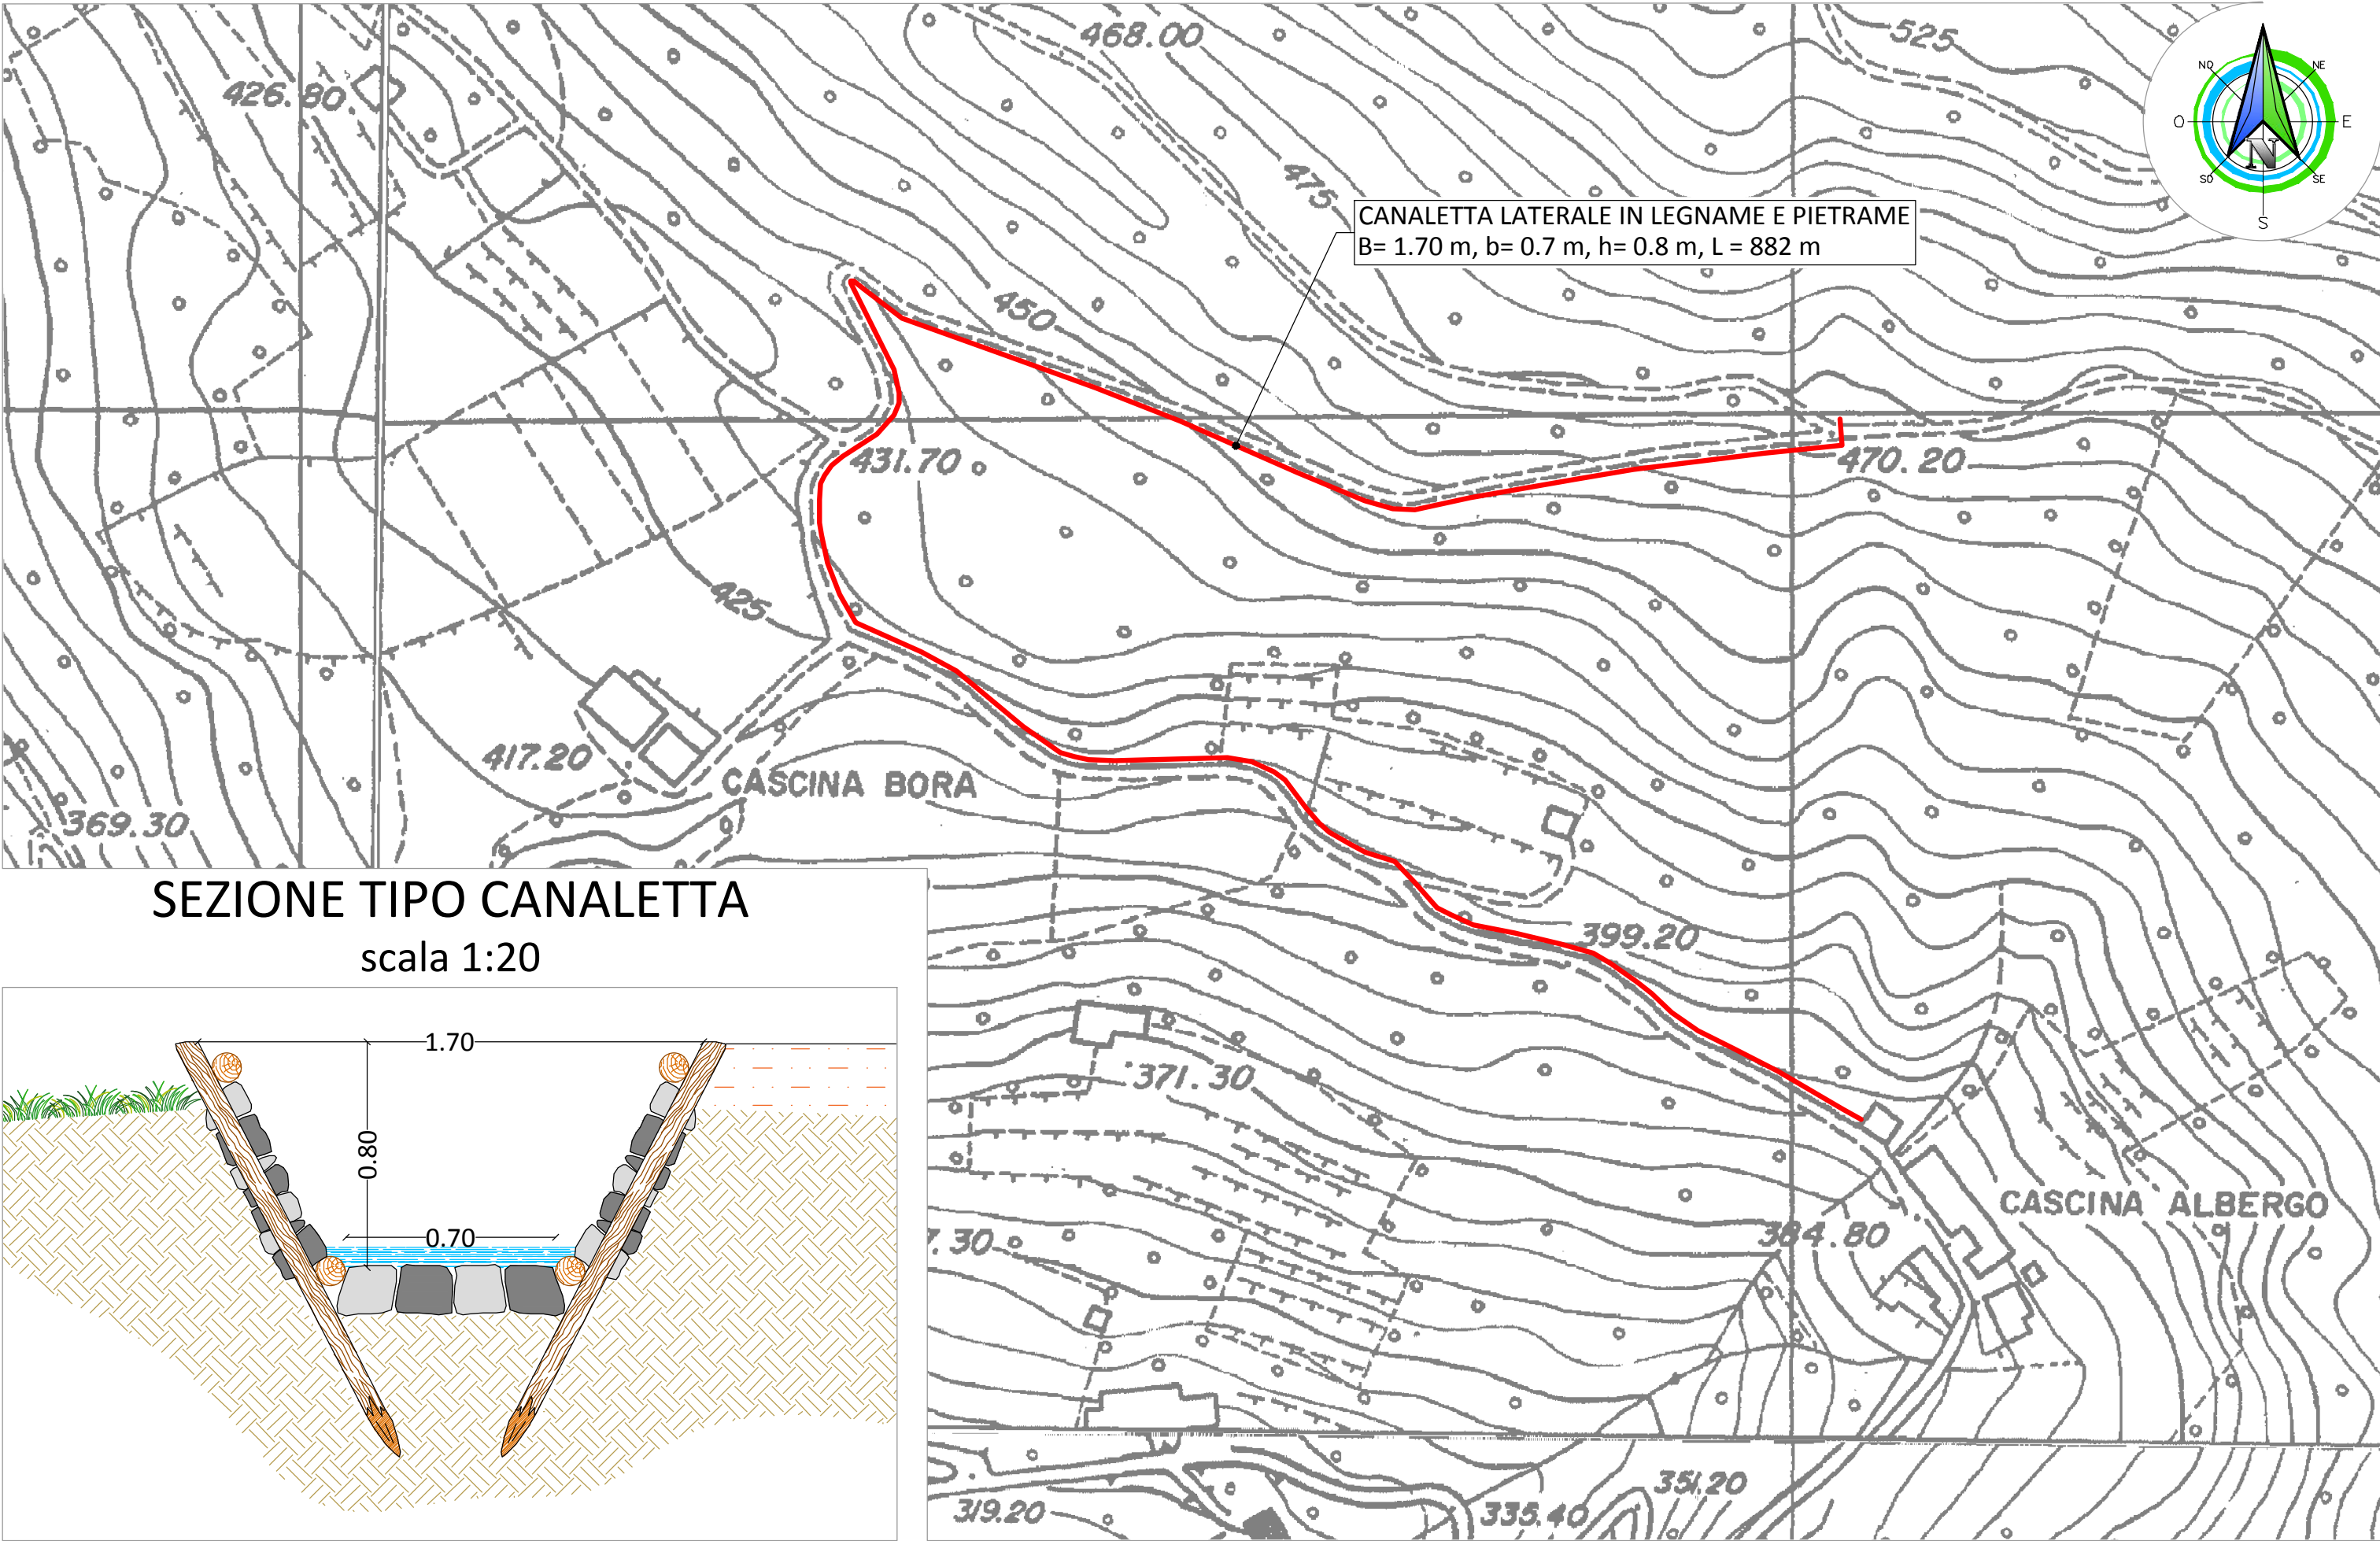 468.00
525
NO
NE
426.80
O
E
N
475
SO
SE
CANALETTA LATERALE IN LEGNAME E PIETRAME
B= 1.70 m, b= 0.7 m, h= 0.8 m, L = 882 m
S
450
431.70
470.20
425
417.20
CASCINA BORA
369.30
SEZIONE TIPO CANALETTA
scala 1:20
399.20
1.70
371.30
0.80
CASCINA ALBERGO
0.70
7.30
384.80
319.20
335.40
351.20